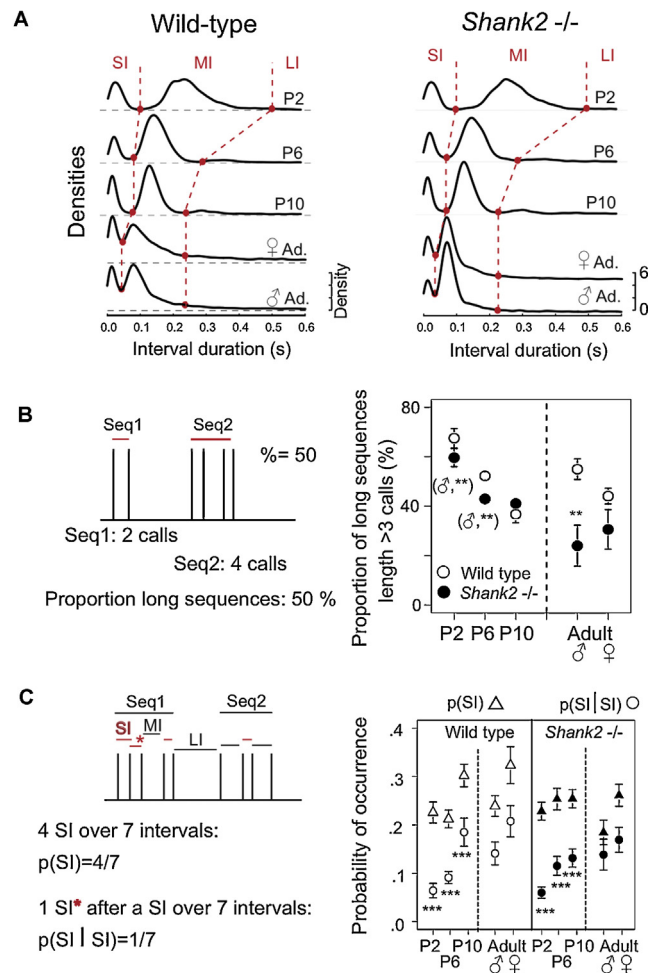 A
Wild-type
Shank2 -/-
SI MI LI
SI MI LI
P2
P6
P10
♀ Ad.
♂ Ad.
Densities
Density
P2
P6
P10
♀ Ad.
♂ Ad.
6
0
0 0.1 0.2 0.3 0.4 0.5 0.6
0 0.1 0.2 0.3 0.4 0.5 0.6
Interval duration (s)
Interval duration (s)
B
Seq1 Seq2
%= 50
Seq1: 2 calls
Seq2: 4 calls
Proportion long sequences: 50 %
Proportion of long sequences
length >3 calls (%)
80
40
0
(♂,**)
(♂,**)
**
Wild type
Shank2 -/-
P2 P6 P10 Adult
♂ ♀
C
Seq1 Seq2
SI * MI LI
4 SI over 7 intervals:
p(SI)=4/7
1 SI* after a SI over 7 intervals:
p(SI | SI)=1/7
p(SI) △ p(SI|SI) ○
Wild type Shank2 -/-
Probability of occurrence
.4
.3
.2
.1
.0
***
***
***
***
***
***
P2 P6 P10 Adult ♂ ♀
P2 P6 P10 Adult ♂ ♀